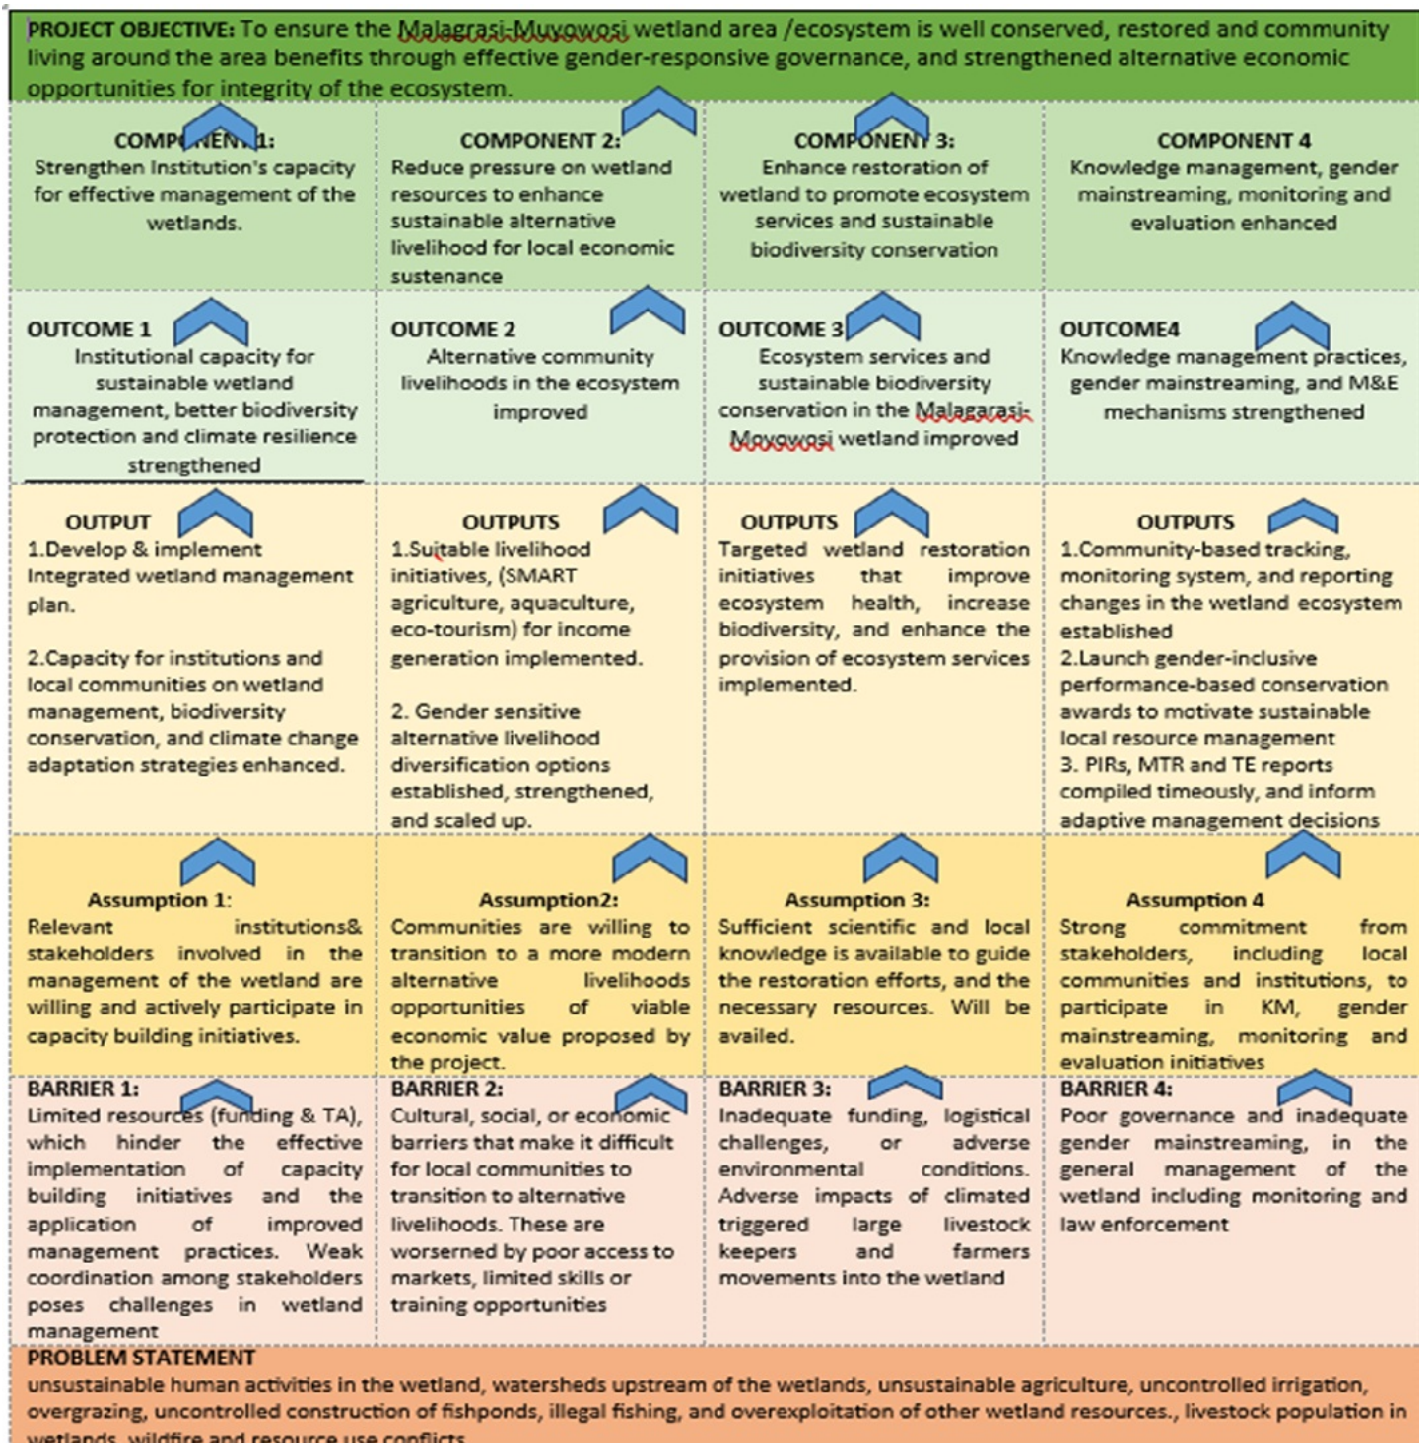 PROJECT OBJECTIVE: To ensure the Malagrasi-Muyowosi wetland area /ecosystem is well conserved, restored and community
living around the area benefits through effective gender-responsive governance, and strengthened alternative economic
opportunities for integrity of the ecosystem.
COMPONENT 1:
Strengthen Institution's capacity
for effective management of the
wetlands.
COMPONENT 2:
Reduce pressure on wetland
resources to enhance
sustainable alternative
livelihood for local economic
sustenance
COMPONENT 3:
Enhance restoration of
wetland to promote ecosystem
services and sustainable
biodiversity conservation
COMPONENT 4
Knowledge management, gender
mainstreaming, monitoring and
evaluation enhanced
OUTCOME 1
Institutional capacity for
sustainable wetland
management, better biodiversity
protection and climate resilience
strengthened
OUTCOME 2
Alternative community
livelihoods in the ecosystem
improved
OUTCOME 3
Ecosystem services and
sustainable biodiversity
conservation in the Malagarasi-
Moyowosi wetland improved
OUTCOME4
Knowledge management practices,
gender mainstreaming, and M&E
mechanisms strengthened
OUTPUT
1.Develop & implement
Integrated wetland management
plan.
2.Capacity for institutions and
local communities on wetland
management, biodiversity
conservation, and climate change
adaptation strategies enhanced.
OUTPUTS
1.Suitable livelihood
initiatives, (SMART
agriculture, aquaculture,
eco-tourism) for income
generation implemented.
2. Gender sensitive
alternative livelihood
diversification options
established, strengthened,
and scaled up.
OUTPUTS
Targeted wetland restoration
initiatives that improve
ecosystem health, increase
biodiversity, and enhance the
provision of ecosystem services
implemented.
OUTPUTS
1.Community-based tracking,
monitoring system, and reporting
changes in the wetland ecosystem
established
2.Launch gender-inclusive
performance-based conservation
awards to motivate sustainable
local resource management
3. PIRs, MTR and TE reports
compiled timeously, and inform
adaptive management decisions
Assumption 1:
Relevant institutions&
stakeholders involved in the
management of the wetland are
willing and actively participate in
capacity building initiatives.
Assumption2:
Communities are willing to
transition to a more modern
alternative livelihoods
opportunities of viable
economic value proposed by
the project.
Assumption 3:
Sufficient scientific and local
knowledge is available to guide
the restoration efforts, and the
necessary resources. Will be
availed.
Assumption 4
Strong commitment from
stakeholders, including local
communities and institutions, to
participate in KM, gender
mainstreaming, monitoring and
evaluation initiatives
BARRIER 1:
Limited resources (funding & TA),
which hinder the effective
implementation of capacity
building initiatives and the
application of improved
management practices. Weak
coordination among stakeholders
poses challenges in wetland
management
BARRIER 2:
Cultural, social, or economic
barriers that make it difficult
for local communities to
transition to alternative
livelihoods. These are
worserned by poor access to
markets, limited skills or
training opportunities
BARRIER 3:
Inadequate funding, logistical
challenges, or adverse
environmental conditions.
Adverse impacts of climated
triggered large livestock
keepers and farmers
movements into the wetland
BARRIER 4:
Poor governance and inadequate
gender mainstreaming, in the
general management of the
wetland including monitoring and
law enforcement
PROBLEM STATEMENT
unsustainable human activities in the wetland, watersheds upstream of the wetlands, unsustainable agriculture, uncontrolled irrigation,
overgrazing, uncontrolled construction of fishponds, illegal fishing, and overexploitation of other wetland resources., livestock population in
wetlands, wildfire and resource use conflicts